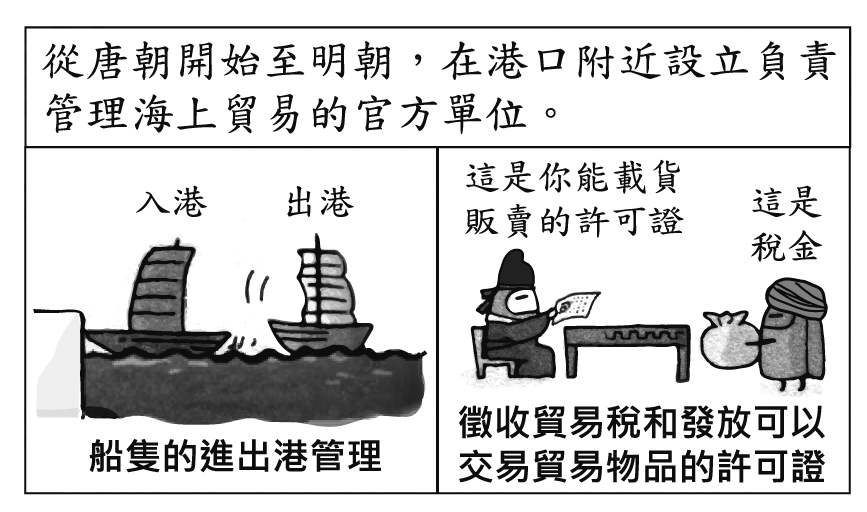 從唐朝開始至明朝，在港口附近設立負責
管理海上貿易的官方單位。
入港
出港
船隻的進出港管理
這是你能載貨
販賣的許可證
這是
稅金
徵收貿易稅和發放可以
交易貿易物品的許可證